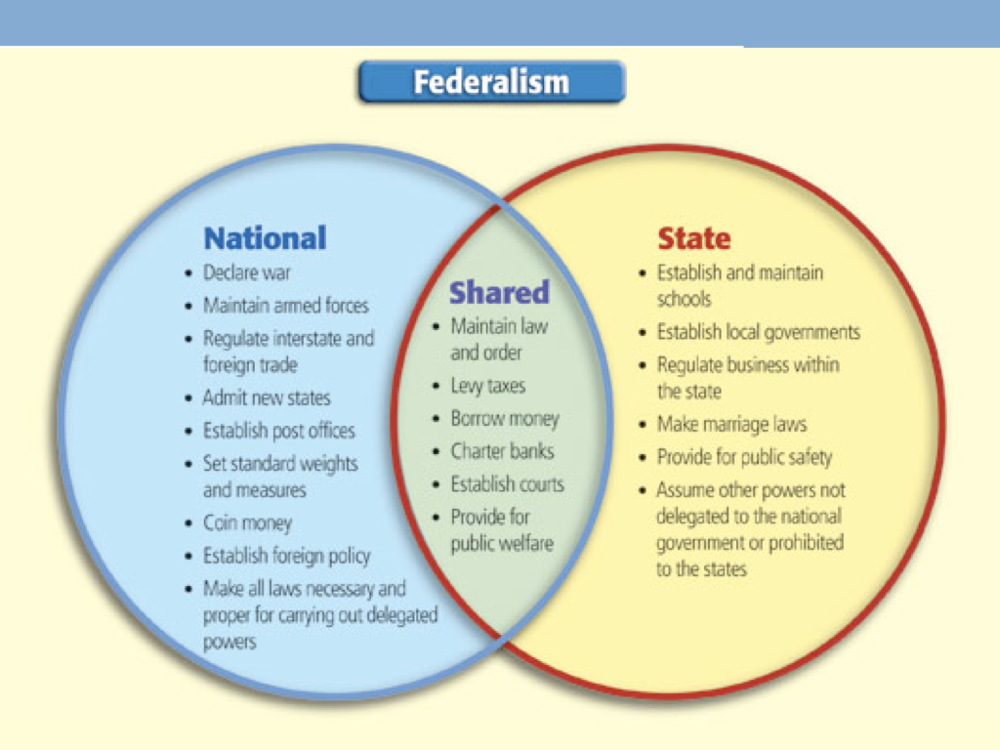 Federalism
National
• Declare war
• Maintain armed forces
• Regulate interstate and
foreign trade
• Admit new states
• Establish post offices
• Set standard weights
and measures
• Coin money
• Establish foreign policy
• Make all laws necessary and
proper for carrying out delegated
powers
Shared
• Maintain law
and order
• Levy taxes
• Borrow money
• Charter banks
• Establish courts
• Provide for
public welfare
State
• Establish and maintain
schools
• Establish local governments
• Regulate business within
the state
• Make marriage laws
• Provide for public safety
• Assume other powers not
delegated to the national
government or prohibited
to the states